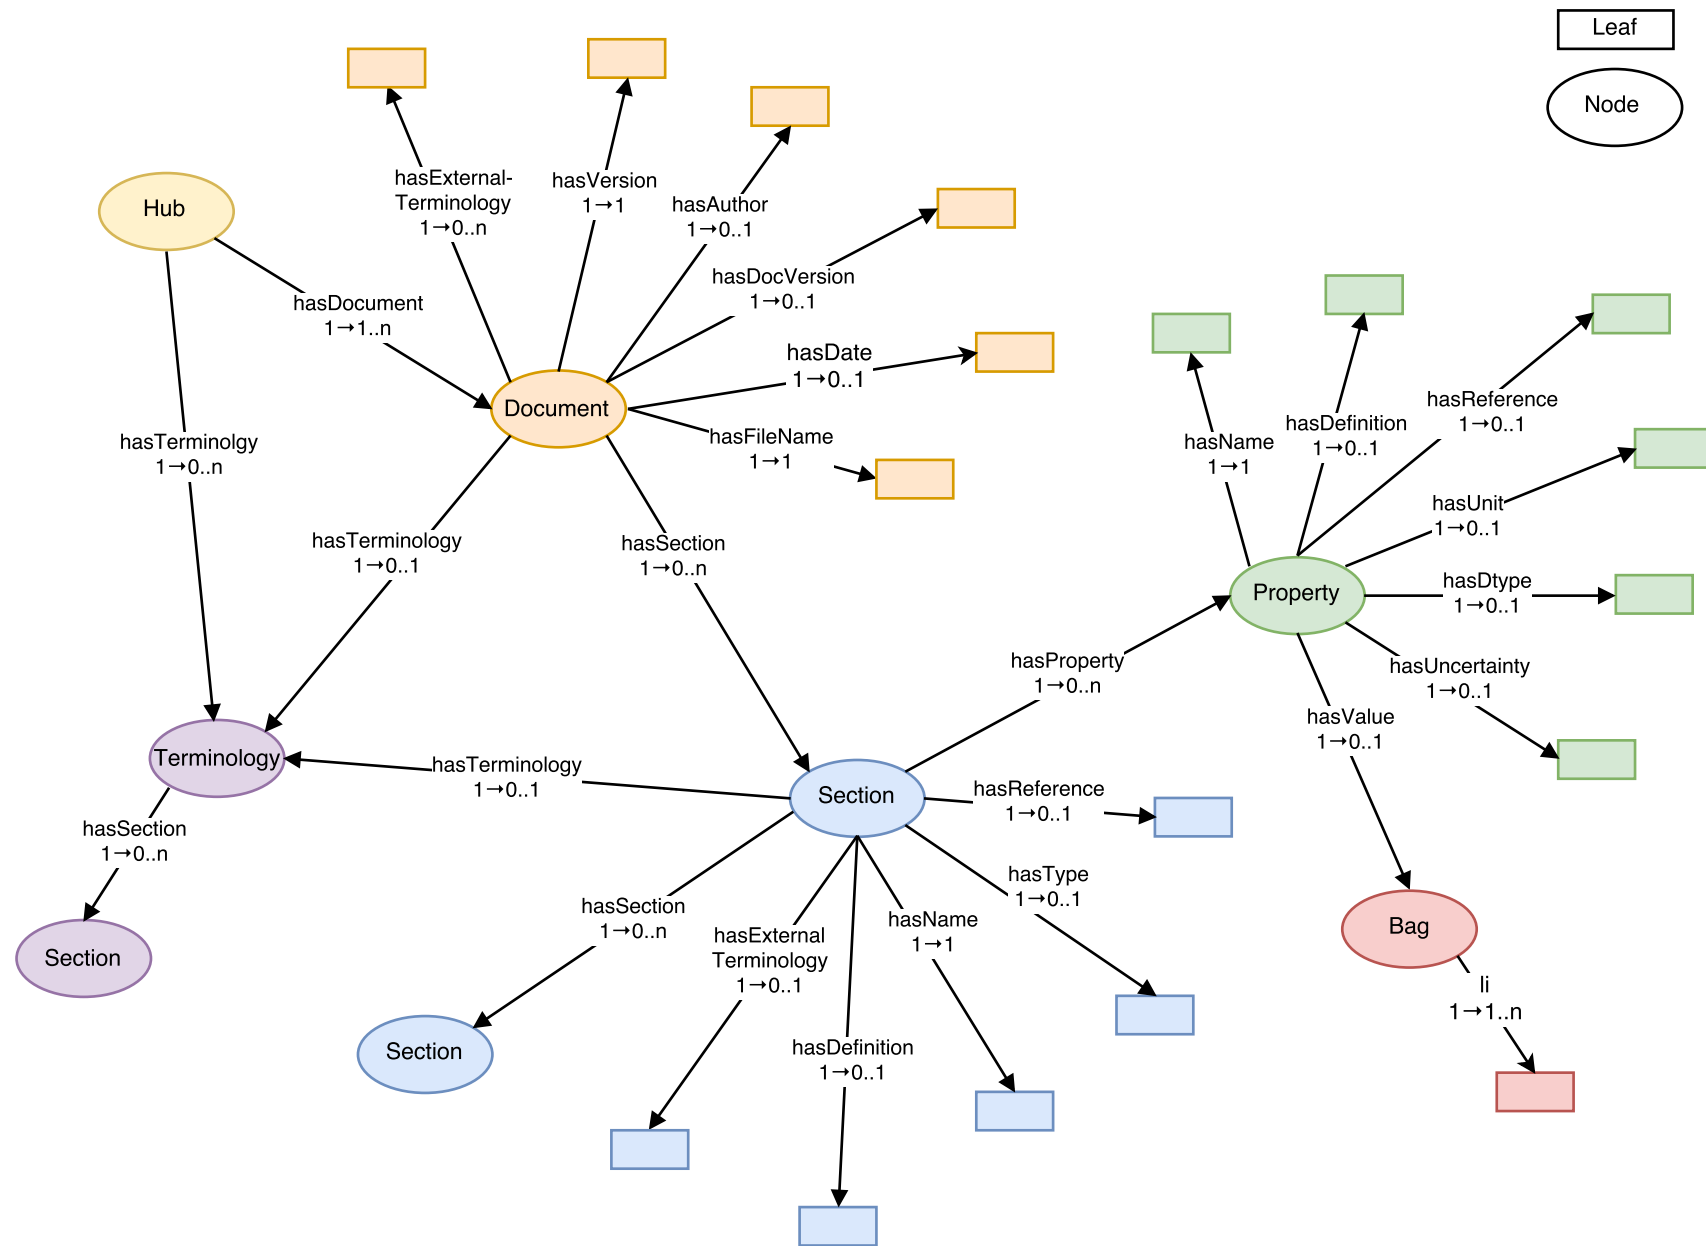 Leaf
Node
Hub
hasExternal-
Terminology
1→0..n
hasVersion
1→1
hasAuthor
1→0..1
hasDocVersion
1→0..1
hasDocument
1→1..n
hasDate
1→0..1
Document
hasFileName
1→1
hasTerminolgy
1→0..n
hasTerminology
1→0..1
hasSection
1→0..n
hasName
1→1
hasDefinition
1→0..1
hasReference
1→0..1
hasUnit
1→0..1
Property
hasDtype
1→0..1
hasUncertainty
1→0..1
hasProperty
1→0..n
hasValue
1→0..1
Terminology
hasTerminology
1→0..1
Section
hasReference
1→0..1
hasSection
1→0..n
hasType
1→0..1
hasSection
1→0..n
hasExternal
Terminology
1→0..1
hasName
1→1
Bag
Section
li
1→1..n
Section
hasDefinition
1→0..1